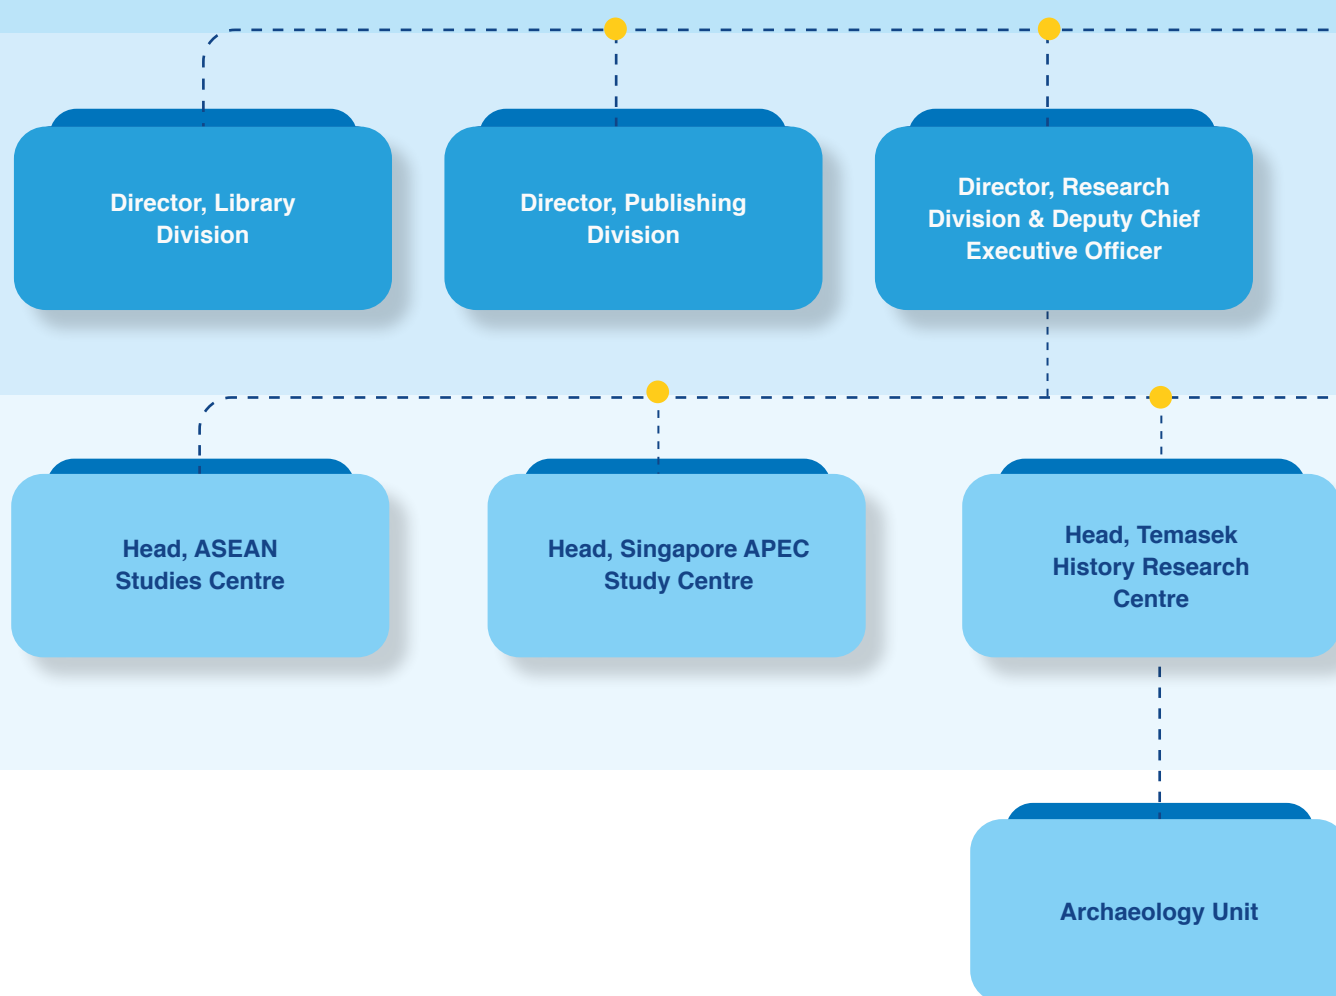 Director, Library
Division
Director, Publishing
Division
Director, Research
Division & Deputy Chief
Executive Officer
Head, ASEAN
Studies Centre
Head, Singapore APEC
Study Centre
Head, Temasek
History Research
Centre
Archaeology Unit